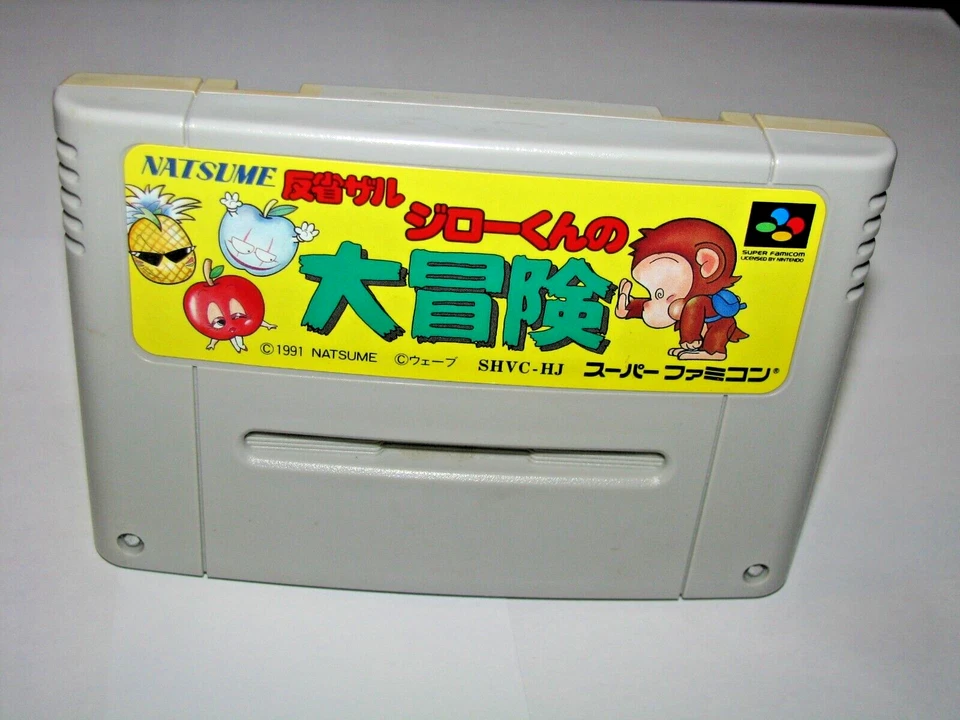 NATSUME
反省ザル
ジローくんの
大冒険
SUPER FAMICOM
LICENSED BY NINTENDO
©1991 NATSUME ©ウェーブ SHVC-HJ スーパーファミコン®